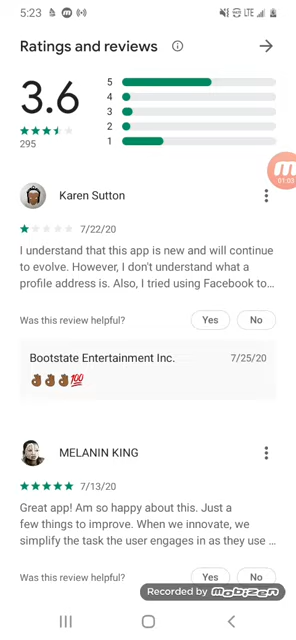 5:23 LTE
Ratings and reviews
3.6
295
5
4
3
2
1
01:03
Karen Sutton
7/22/20
I understand that this app is new and will continue
to evolve. However, I don't understand what a
profile address is. Also, I tried using Facebook to...
Was this review helpful? Yes No
Bootstate Entertainment Inc. 7/25/20
👌🏾👌🏾👌🏾💯
MELANIN KING
7/13/20
Great app! Am so happy about this. Just a
few things to improve. When we innovate, we
simplify the task the user engages in as they use ...
Was this review helpful? Yes No
Recorded by mobizen